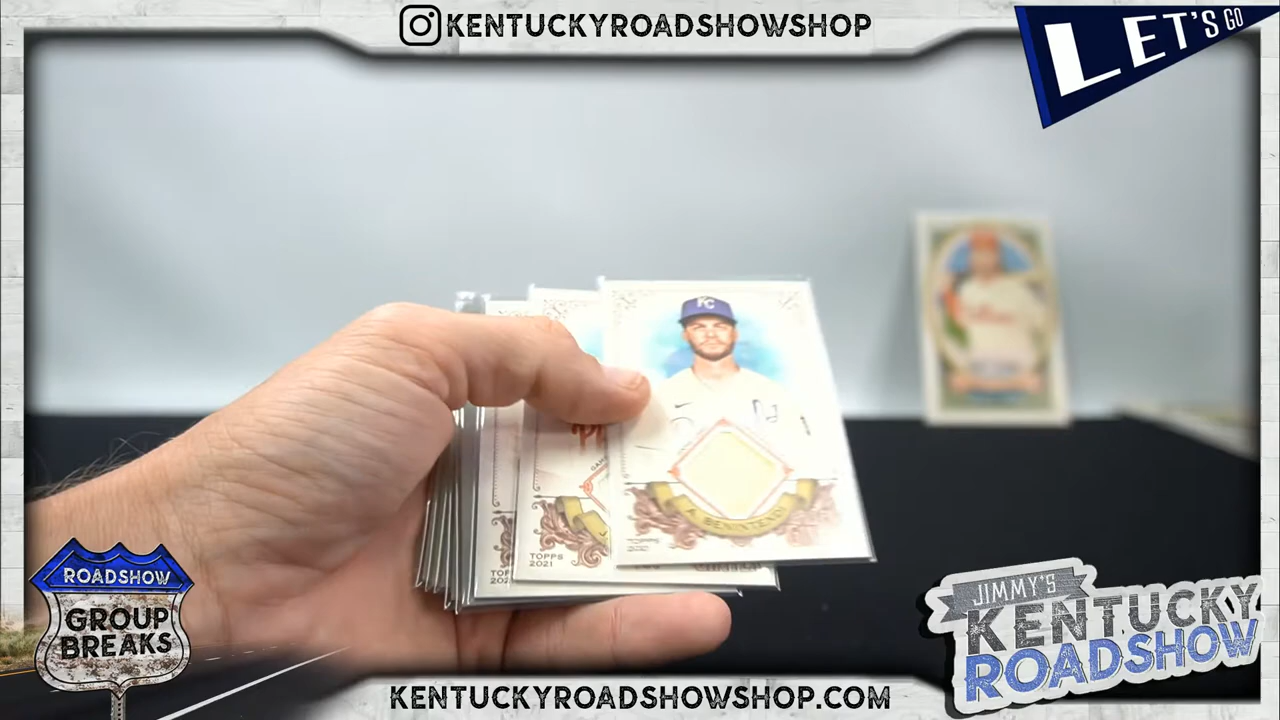 KENTUCKYROADSHOWSHOP
LET'S GO
KC
A. BENINTENDI
TOPPS
2021
TOPPS
2021
ROADSHOW
GROUP
BREAKS
JIMMY'S
KENTUCKY
ROADSHOW
KENTUCKYROADSHOWSHOP.COM